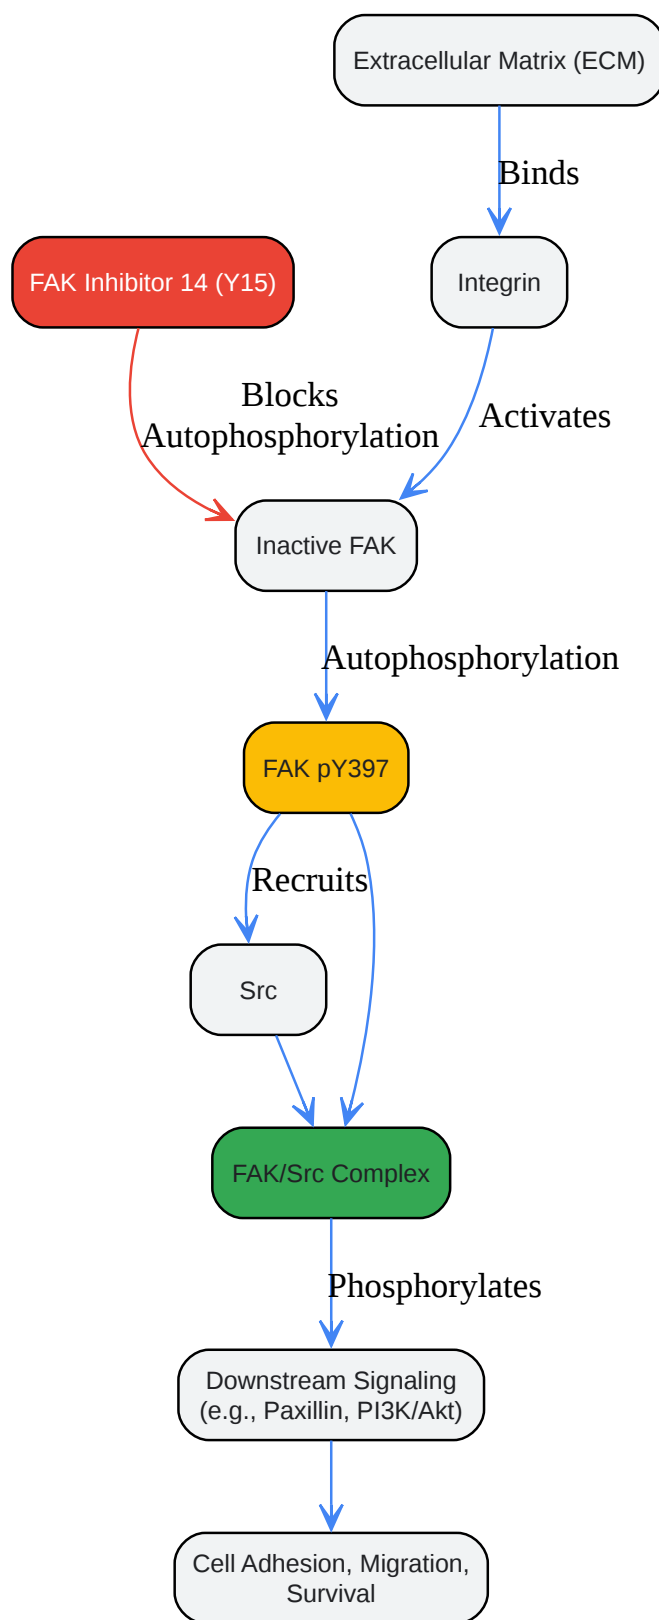 Extracellular Matrix (ECM)
Binds
FAK Inhibitor 14 (Y15)
Integrin
Blocks
Autophosphorylation
Activates
Inactive FAK
Autophosphorylation
FAK pY397
Recruits
Src
FAK/Src Complex
Phosphorylates
Downstream Signaling
(e.g., Paxillin, PI3K/Akt)
Cell Adhesion, Migration,
Survival